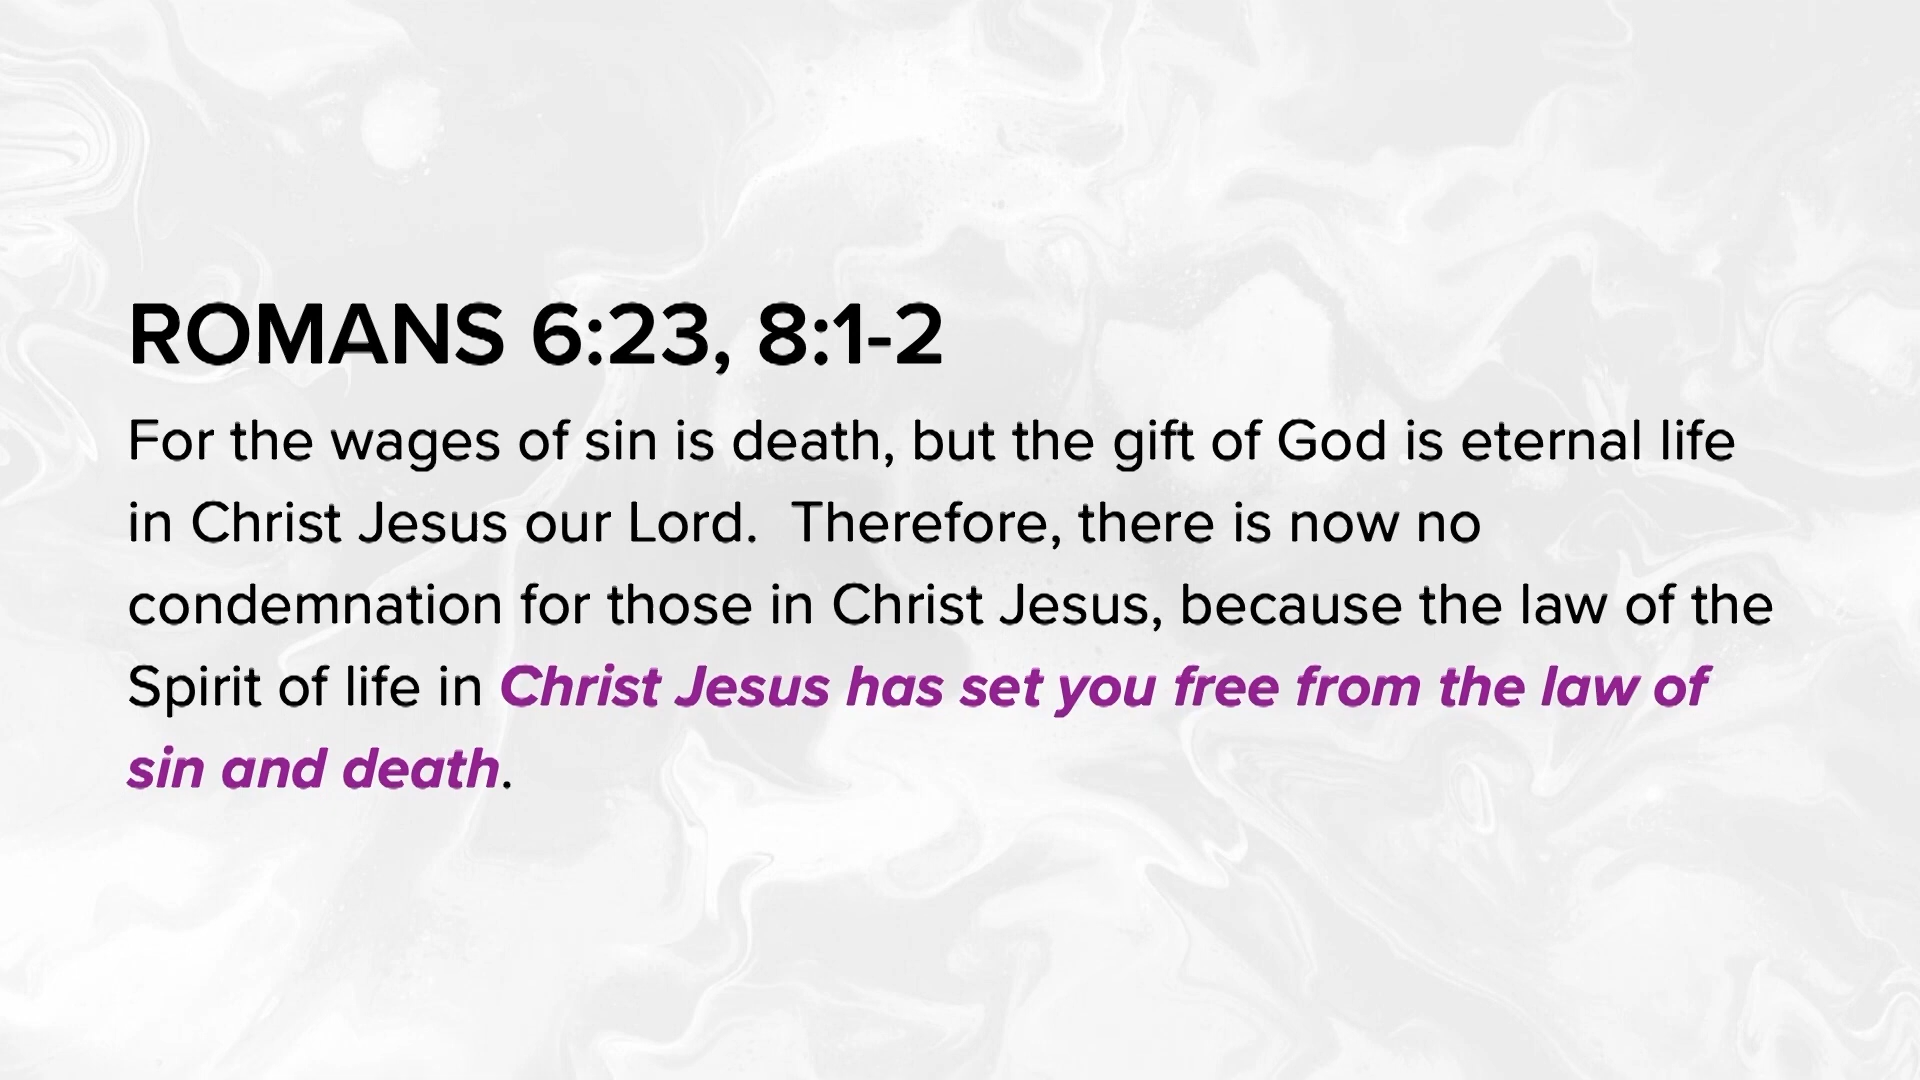 ROMANS 6:23, 8:1-2
For the wages of sin is death, but the gift of God is eternal life
in Christ Jesus our Lord.  Therefore, there is now no
condemnation for those in Christ Jesus, because the law of the
Spirit of life in Christ Jesus has set you free from the law of
sin and death.